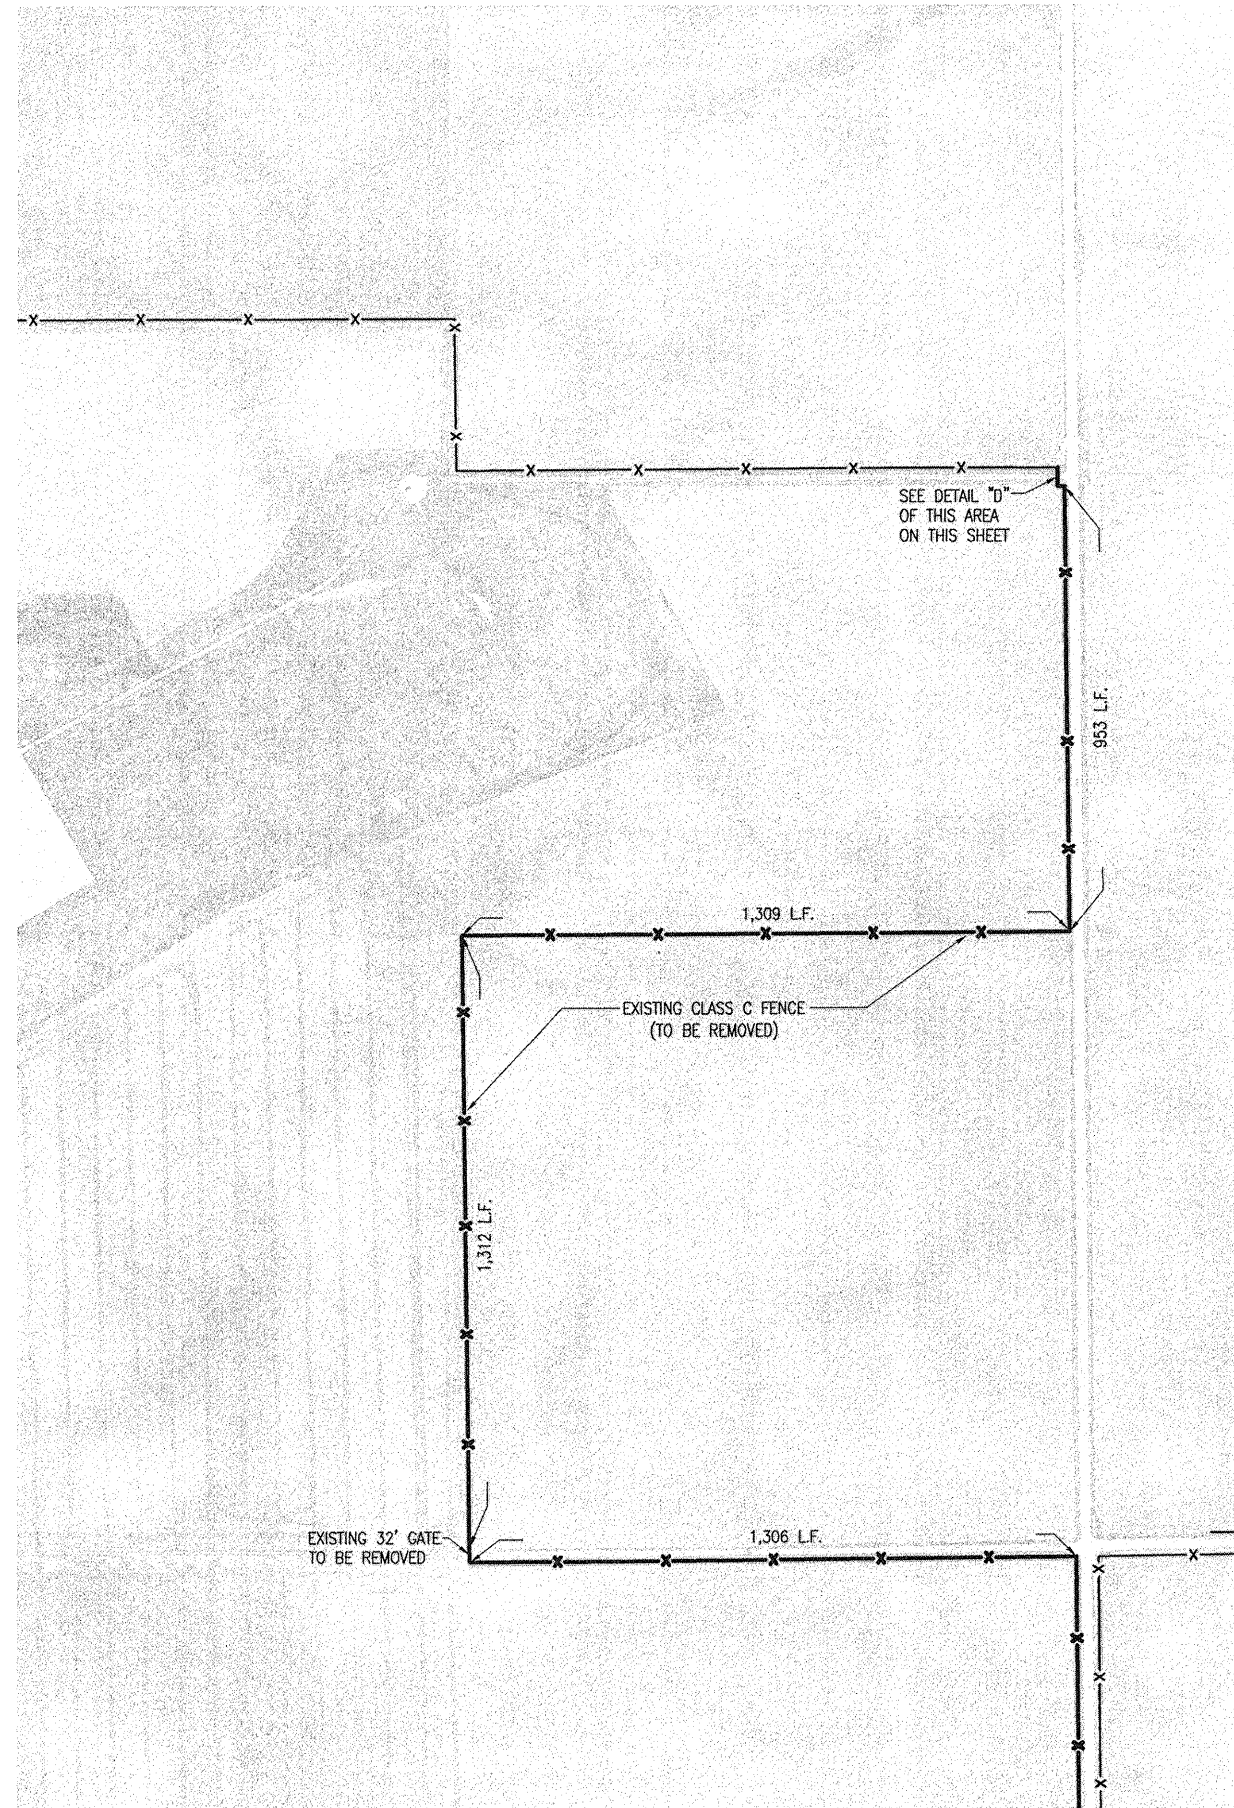 SEE DETAIL "D"
OF THIS AREA
ON THIS SHEET
953 L.F.
1,309 L.F.
EXISTING CLASS C FENCE
(TO BE REMOVED)
1,312 L.F.
EXISTING 32' GATE
TO BE REMOVED
1,306 L.F.